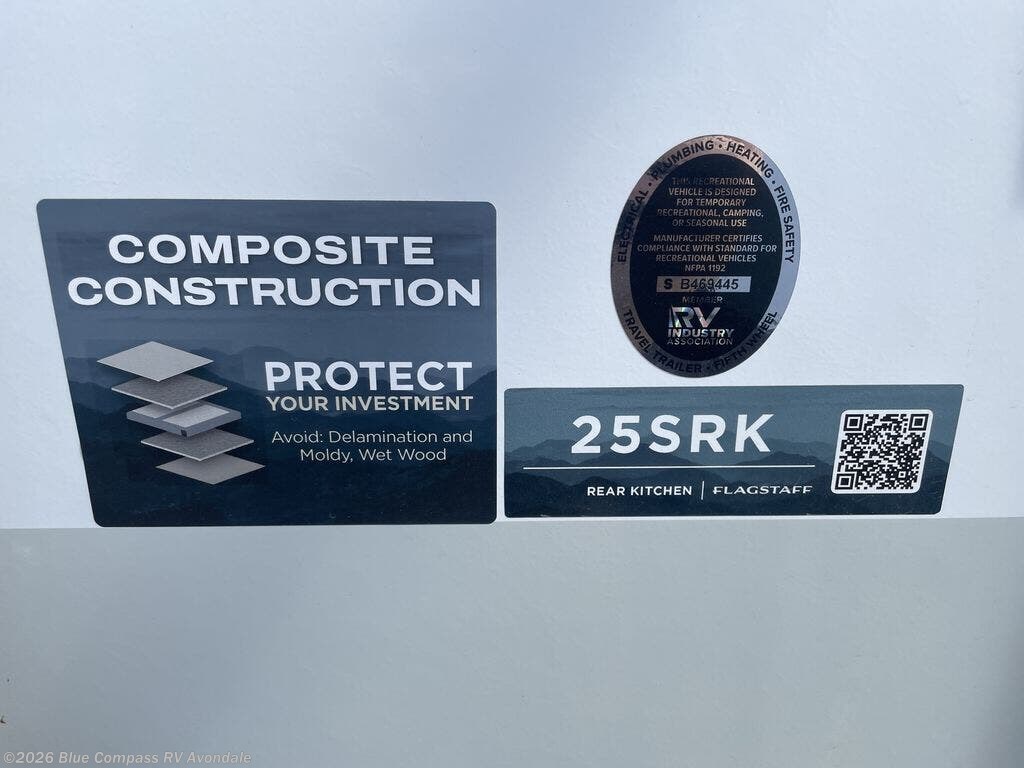 COMPOSITE
CONSTRUCTION
PROTECT
YOUR INVESTMENT
Avoid: Delamination and
Moldy, Wet Wood
ELECTRICAL • PLUMBING • HEATING • FIRE SAFETY
THIS RECREATIONAL
VEHICLE IS DESIGNED
FOR TEMPORARY
RECREATIONAL, CAMPING,
OR SEASONAL USE
MANUFACTURER CERTIFIES
COMPLIANCE WITH STANDARD FOR
RECREATIONAL VEHICLES
NFPA 1192
S B469445
MEMBER
RV
INDUSTRY
ASSOCIATION
TRAVEL TRAILER • FIFTH WHEEL
25SRK
REAR KITCHEN | FLAGSTAFF
©2026 Blue Compass RV Avondale